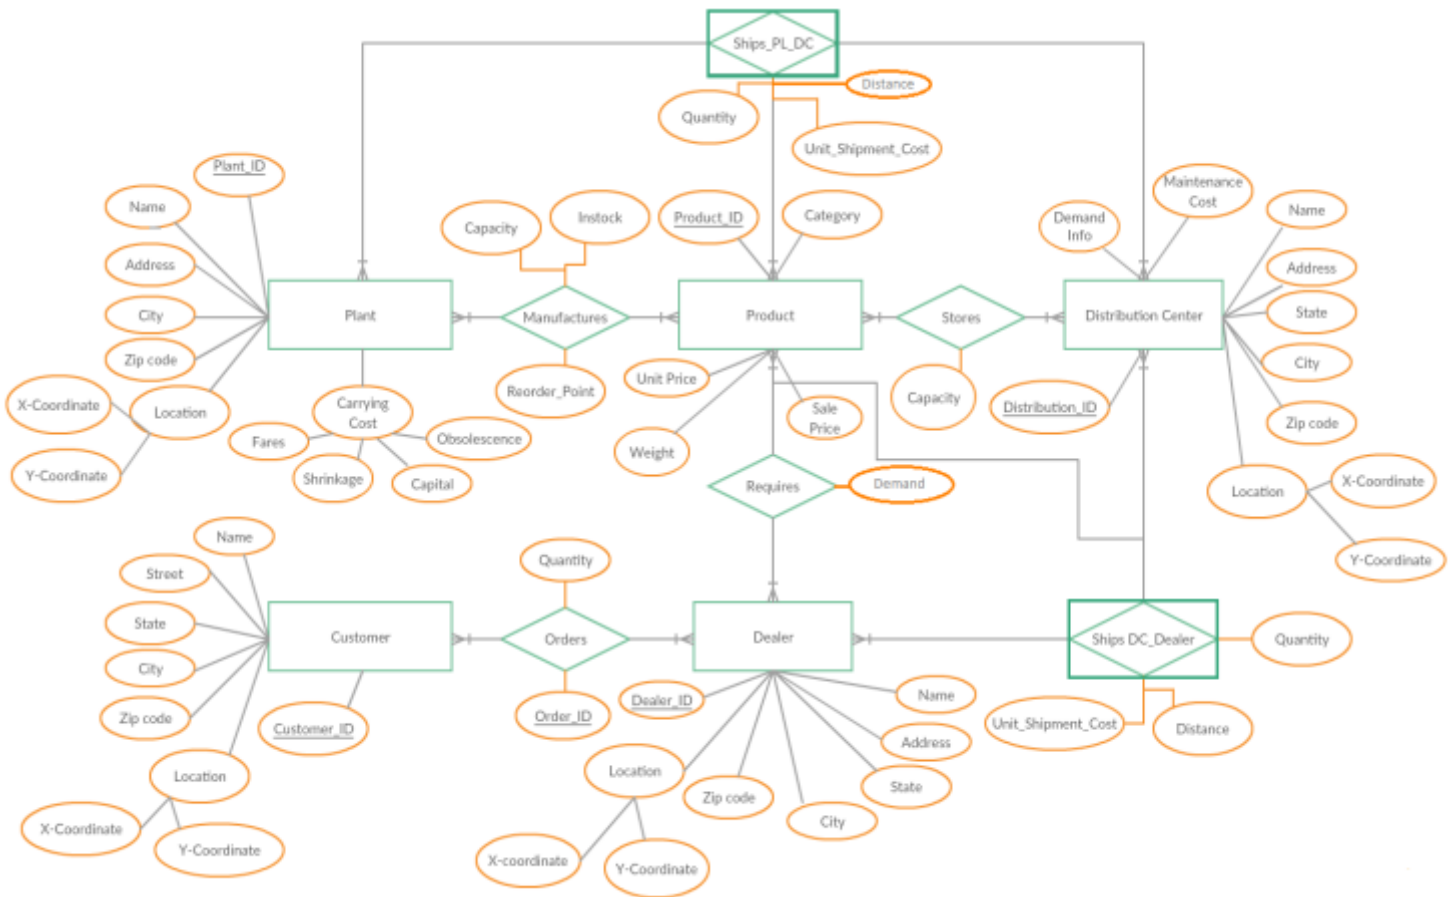 Ships_PL_DC
Distance
Quantity
Unit_Shipment_Cost
Plant_ID
Name
Address
City
Zip code
Location
X-Coordinate
Y-Coordinate
Plant
Carrying
Cost
Fares
Shrinkage
Capital
Obsolescence
Capacity
Instock
Manufactures
Reorder_Point
Product_ID
Category
Product
Unit Price
Weight
Sale
Price
Stores
Capacity
Demand
Info
Maintenance
Cost
Distribution Center
Distribution_ID
Name
Address
State
City
Zip code
Location
X-Coordinate
Y-Coordinate
Requires
Demand
Name
Street
State
City
Zip code
Location
X-Coordinate
Y-Coordinate
Customer
Customer_ID
Quantity
Orders
Order_ID
Dealer
Dealer_ID
Location
X-coordinate
Y-Coordinate
Zip code
City
State
Address
Name
Ships DC_Dealer
Quantity
Unit_Shipment_Cost
Distance